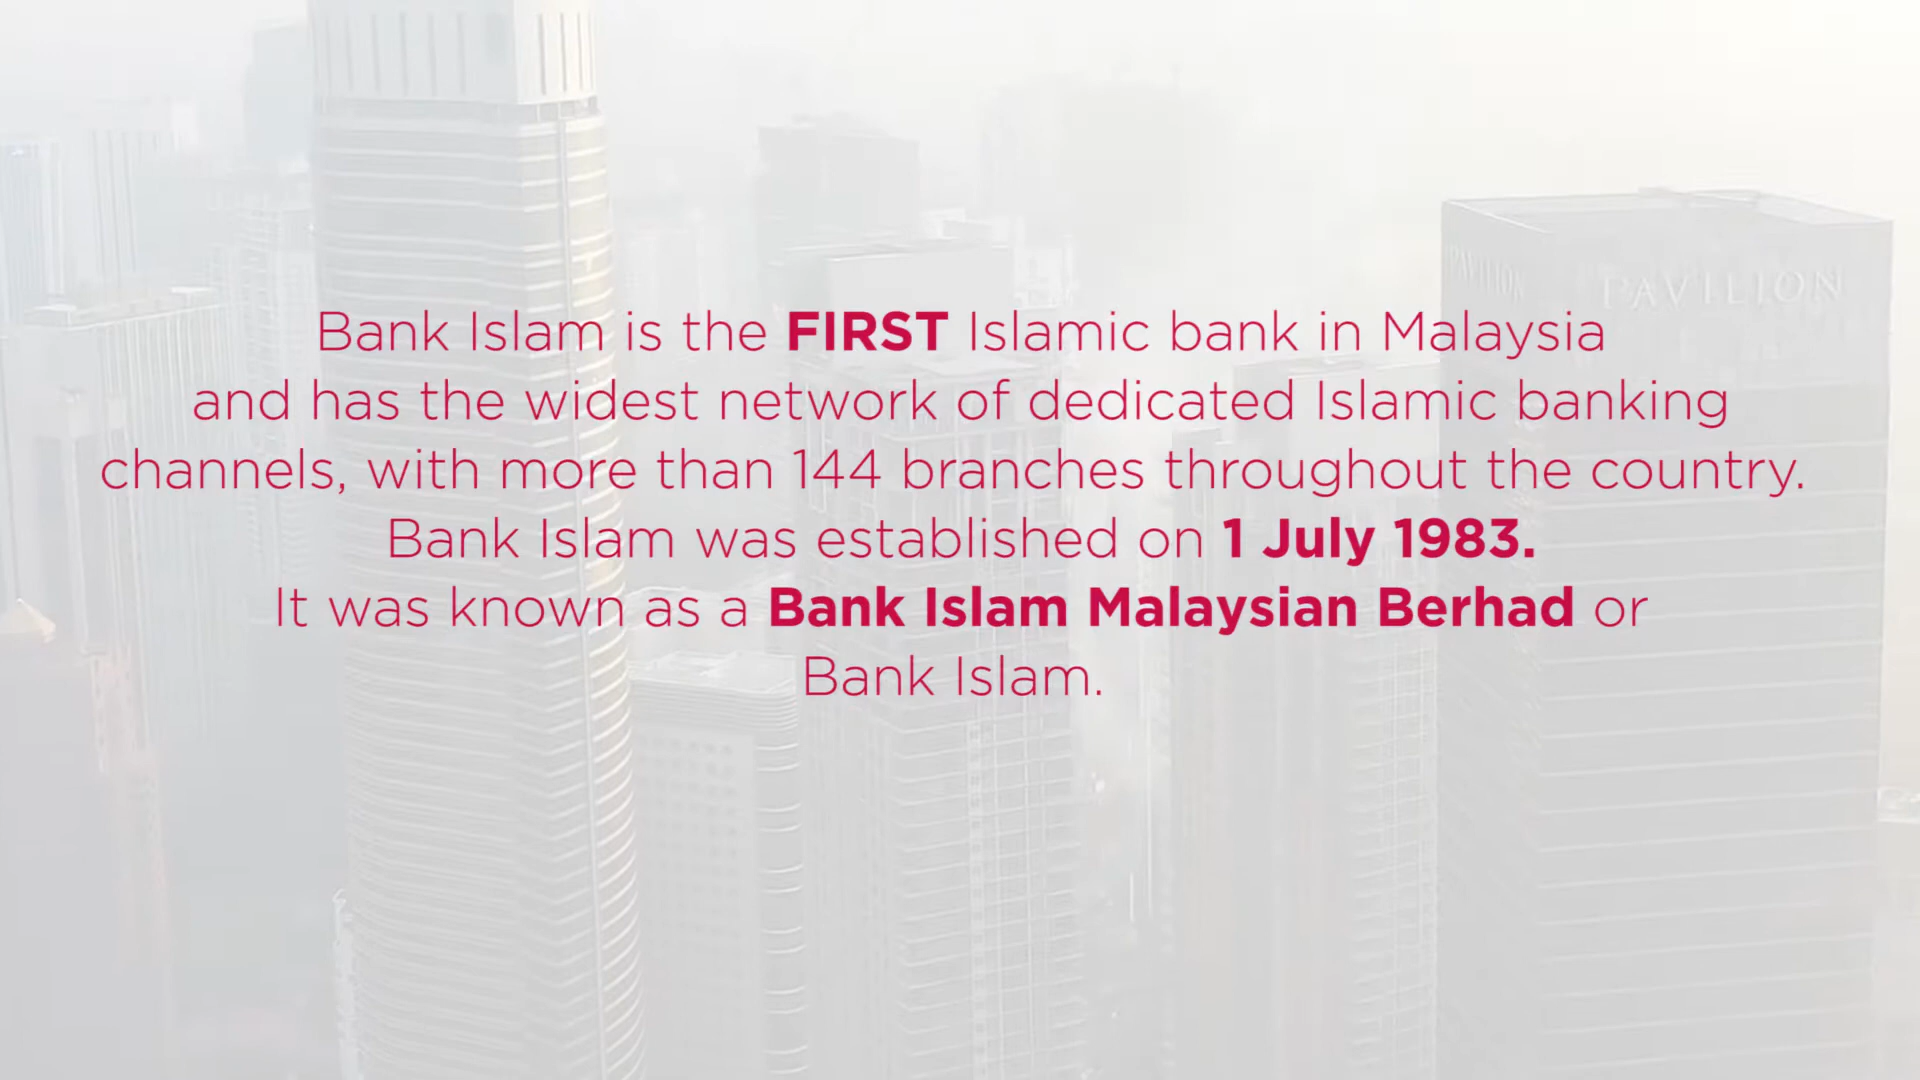 PAVILION
PAVILION
Bank Islam is the FIRST Islamic bank in Malaysia
and has the widest network of dedicated Islamic banking
channels, with more than 144 branches throughout the country.
Bank Islam was established on 1 July 1983.
It was known as a Bank Islam Malaysian Berhad or
Bank Islam.